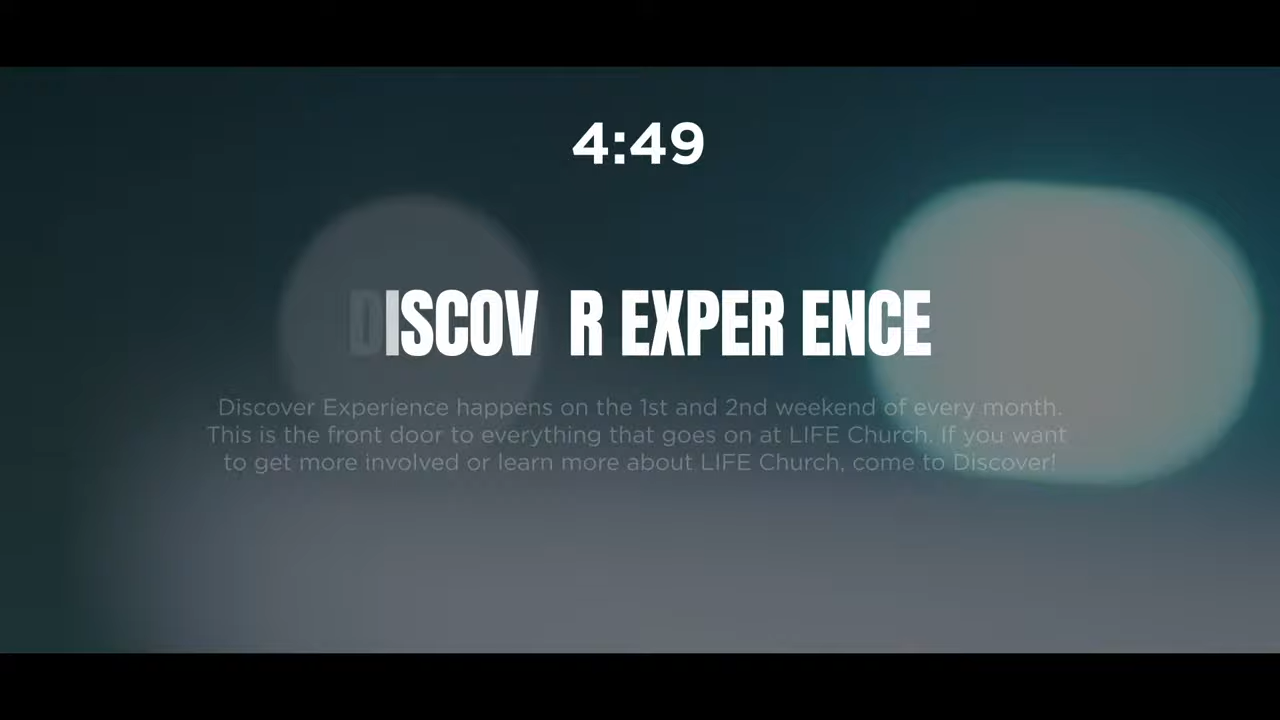 4:49
DISCOV R EXPER ENCE
Discover Experience happens on the 1st and 2nd weekend of every month.
This is the front door to everything that goes on at LIFE Church. If you want
to get more involved or learn more about LIFE Church, come to Discover!